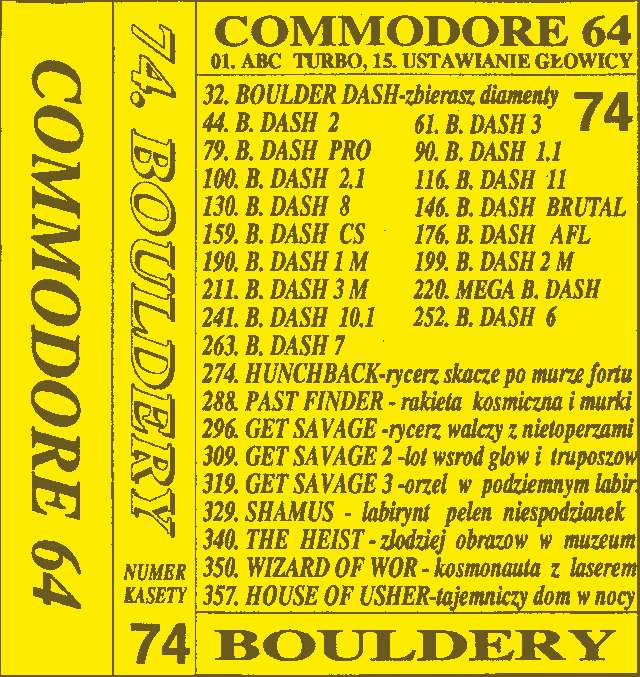 COMMODORE 64
74. BOULDERY
NUMER
KASETY
74
COMMODORE 64
01. ABC TURBO, 15. USTAWIANIE GŁOWICY
32. BOULDER DASH-zbierasz diamenty
74
44. B. DASH 2 61. B. DASH 3
79. B. DASH PRO 90. B. DASH 1.1
100. B. DASH 2.1 116. B. DASH 11
130. B. DASH 8 146. B. DASH BRUTAL
159. B. DASH CS 176. B. DASH AFL
190. B. DASH 1 M 199. B. DASH 2 M
211. B. DASH 3 M 220. MEGA B. DASH
241. B. DASH 10.1 252. B. DASH 6
263. B. DASH 7
274. HUNCHBACK-rycerz skacze po murze fortu
288. PAST FINDER - rakieta kosmiczna i murki
296. GET SAVAGE -rycerz walczy z nietoperzami
309. GET SAVAGE 2 -lot wsrod glow i truposzow
319. GET SAVAGE 3 -orzel w podziemnym labir
329. SHAMUS - labirynt pelen niespodzianek
340. THE HEIST - zlodziej obrazow w muzeum
350. WIZARD OF WOR - kosmonauta z laserem
357. HOUSE OF USHER-tajemniczy dom w nocy
BOULDERY